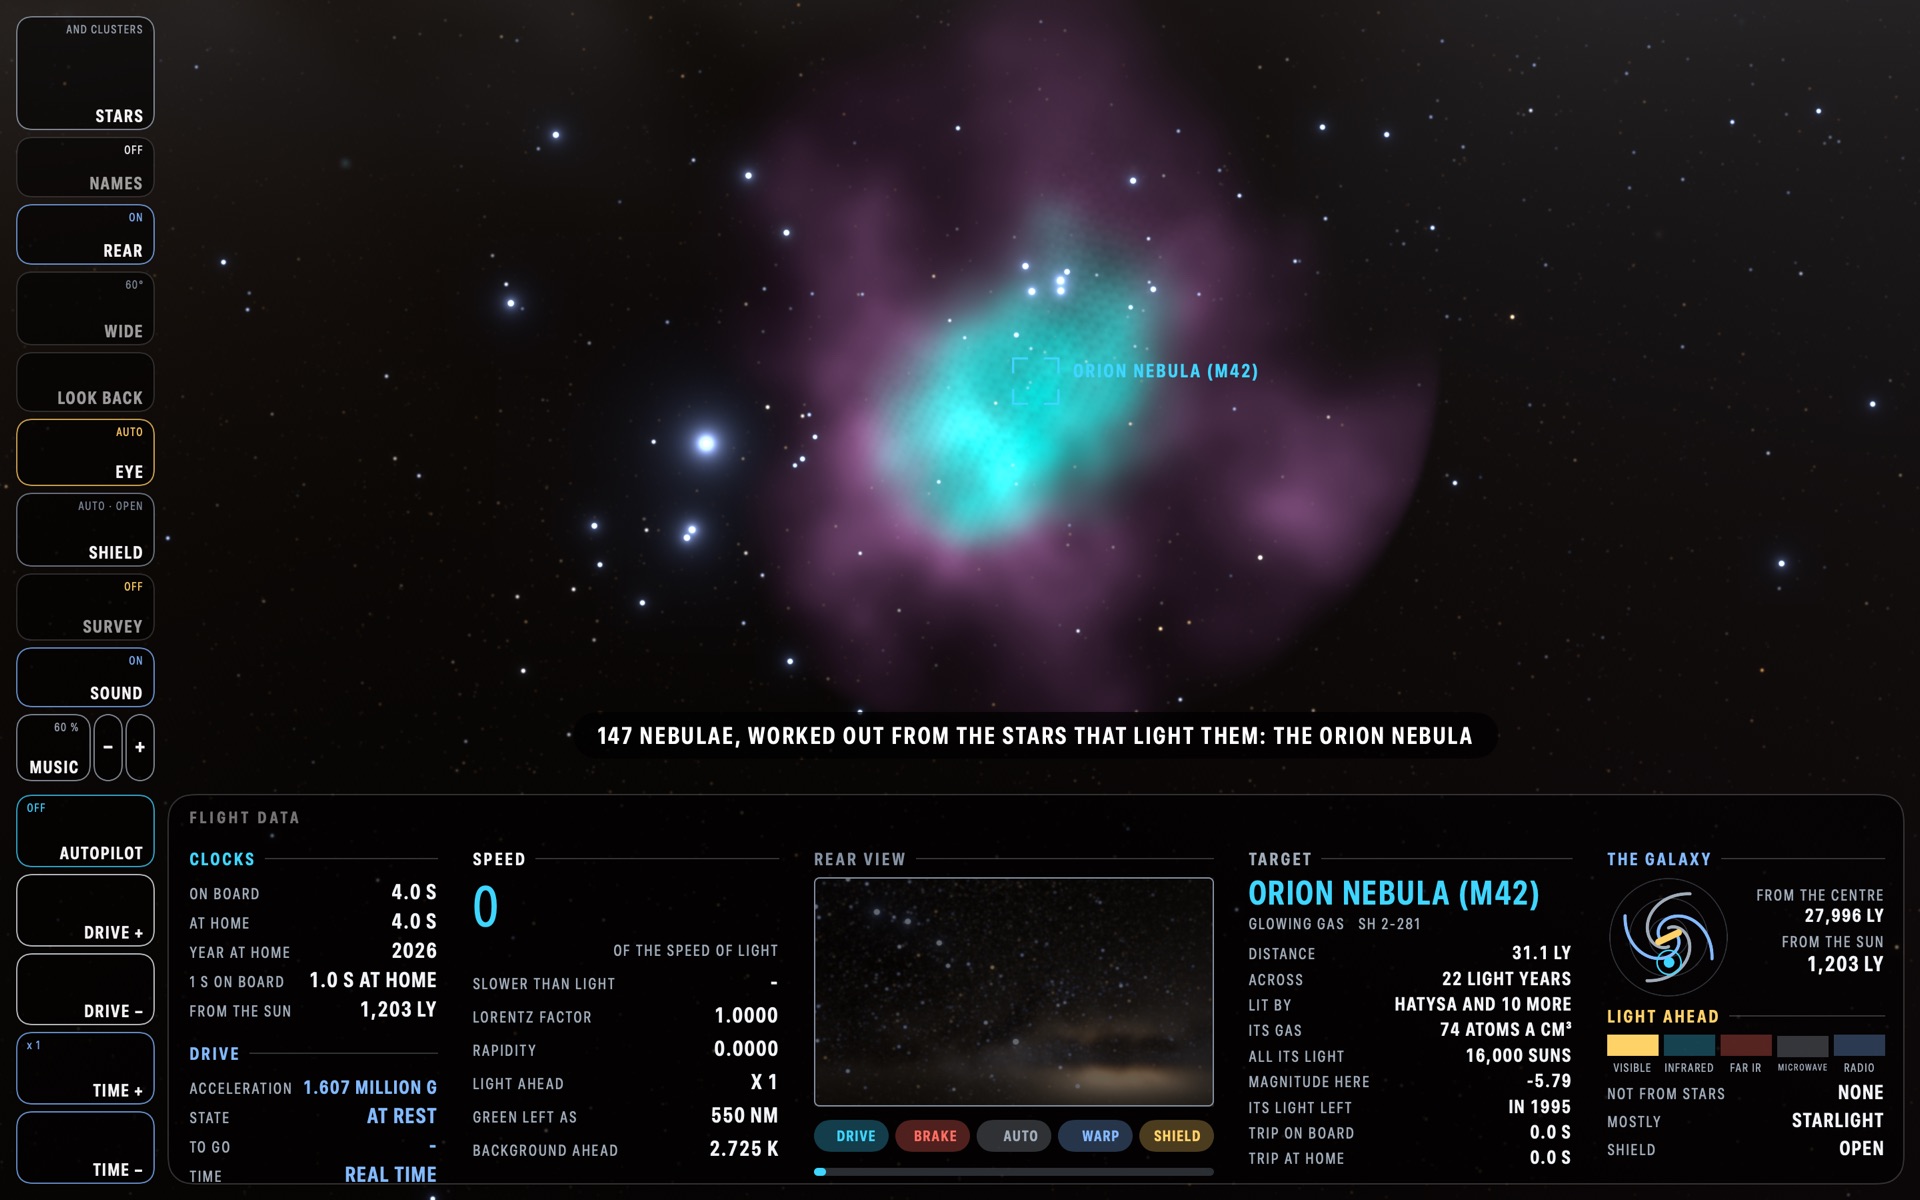 AND CLUSTERS
STARS
OFF
NAMES
ON
REAR
60°
WIDE
LOOK BACK
AUTO
EYE
AUTO · OPEN
SHIELD
OFF
SURVEY
ON
SOUND
60 %
MUSIC
−
+
OFF
AUTOPILOT
DRIVE +
DRIVE −
x 1
TIME +
TIME −
ORION NEBULA (M42)
147 NEBULAE, WORKED OUT FROM THE STARS THAT LIGHT THEM: THE ORION NEBULA
FLIGHT DATA
CLOCKS
ON BOARD 4.0 S
AT HOME 4.0 S
YEAR AT HOME 2026
1 S ON BOARD 1.0 S AT HOME
FROM THE SUN 1,203 LY
DRIVE
ACCELERATION 1.607 MILLION G
STATE AT REST
TO GO -
TIME REAL TIME
SPEED
0
OF THE SPEED OF LIGHT
SLOWER THAN LIGHT -
LORENTZ FACTOR 1.0000
RAPIDITY 0.0000
LIGHT AHEAD X 1
GREEN LEFT AS 550 NM
BACKGROUND AHEAD 2.725 K
REAR VIEW
DRIVE BRAKE AUTO WARP SHIELD
TARGET
ORION NEBULA (M42)
GLOWING GAS SH 2-281
DISTANCE 31.1 LY
ACROSS 22 LIGHT YEARS
LIT BY HATYSA AND 10 MORE
ITS GAS 74 ATOMS A CM³
ALL ITS LIGHT 16,000 SUNS
MAGNITUDE HERE -5.79
ITS LIGHT LEFT IN 1995
TRIP ON BOARD 0.0 S
TRIP AT HOME 0.0 S
THE GALAXY
FROM THE CENTRE
27,996 LY
FROM THE SUN
1,203 LY
LIGHT AHEAD
VISIBLE INFRARED FAR IR MICROWAVE RADIO
NOT FROM STARS NONE
MOSTLY STARLIGHT
SHIELD OPEN